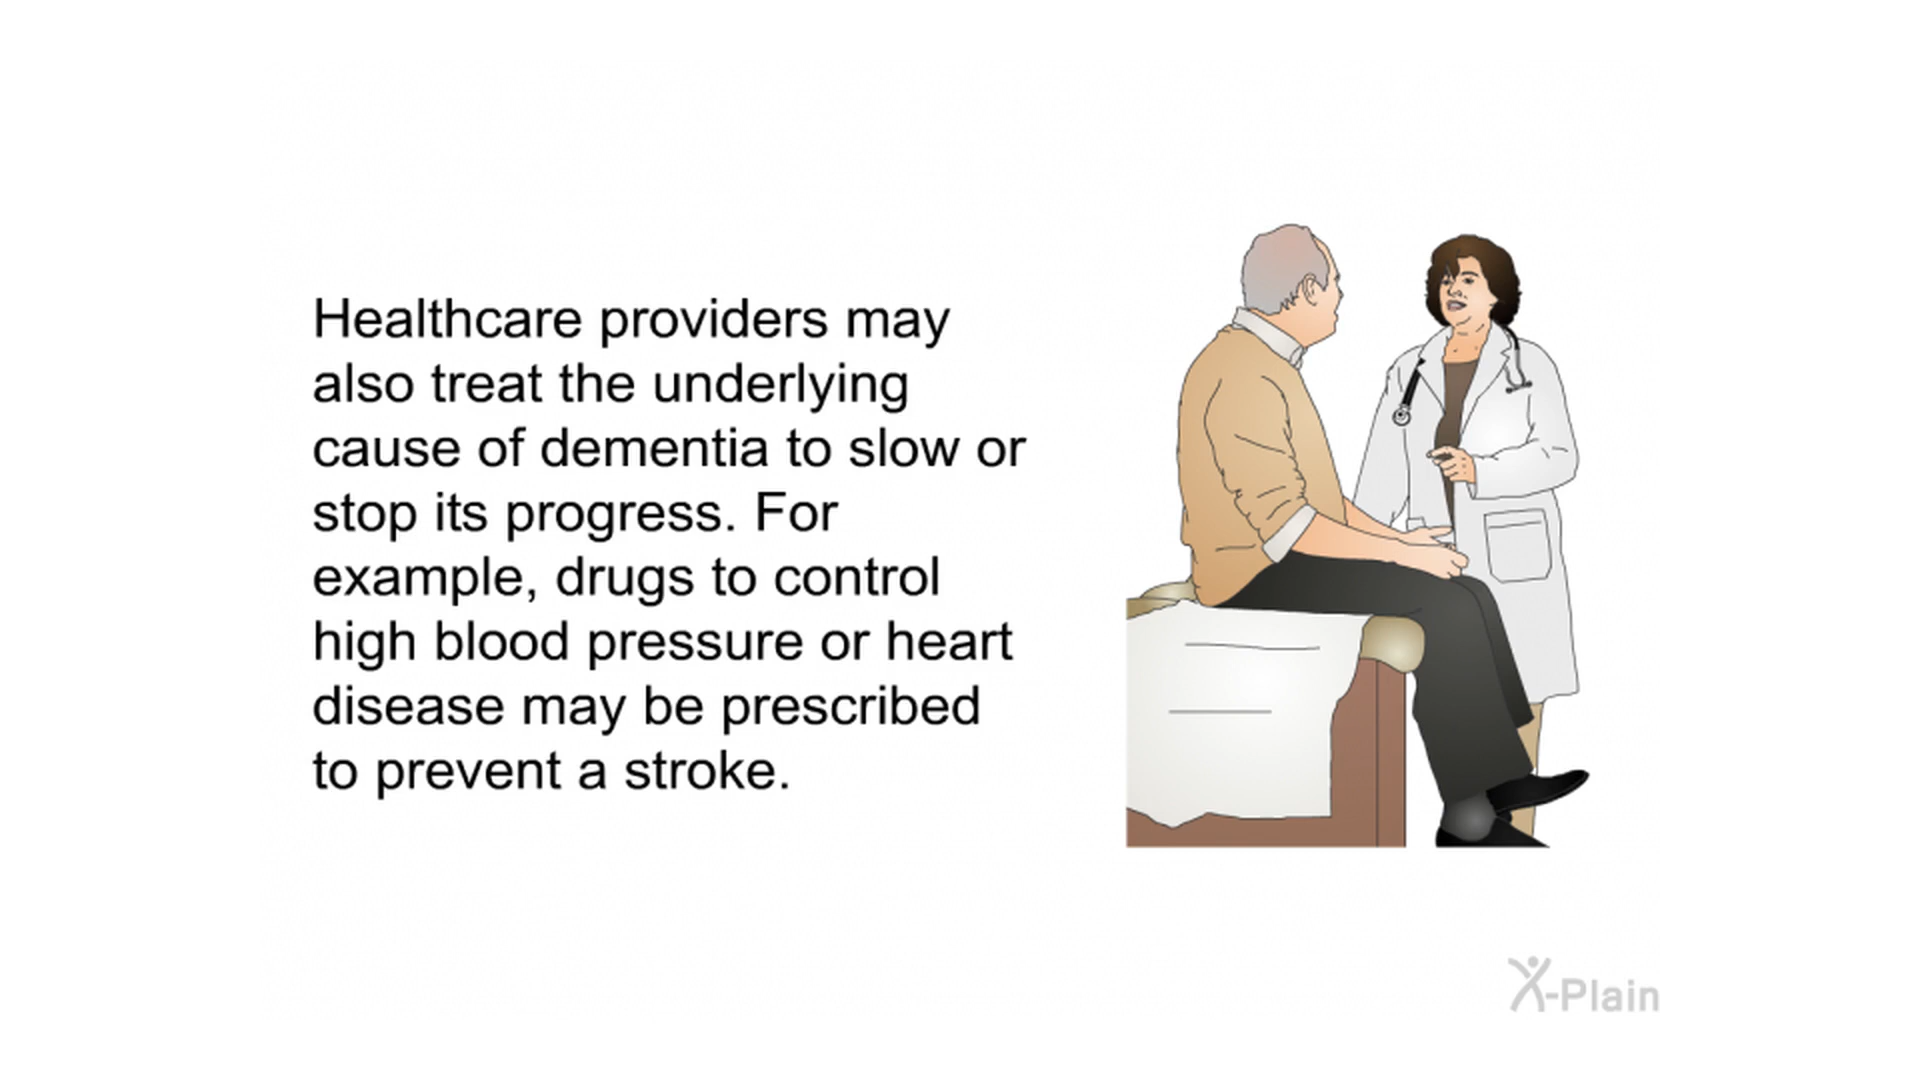 Healthcare providers may
also treat the underlying
cause of dementia to slow or
stop its progress. For
example, drugs to control
high blood pressure or heart
disease may be prescribed
to prevent a stroke.
X-Plain